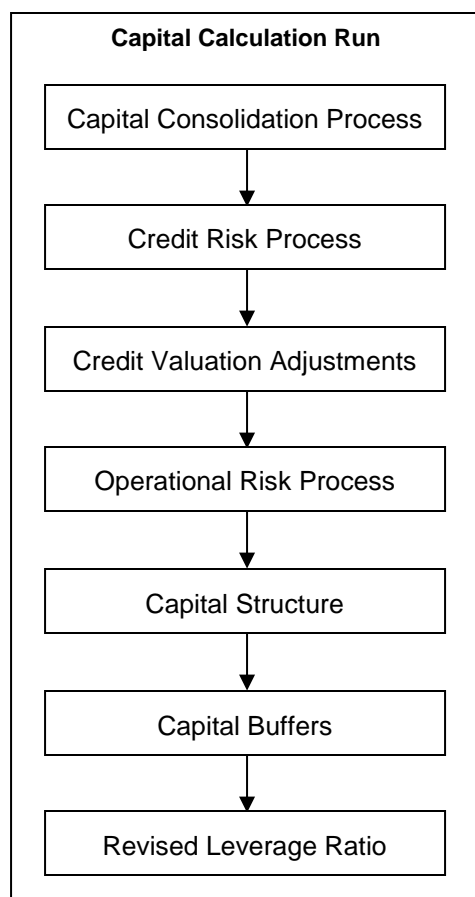 Capital Calculation Run
Capital Consolidation Process
Credit Risk Process
Credit Valuation Adjustments
Operational Risk Process
Capital Structure
Capital Buffers
Revised Leverage Ratio